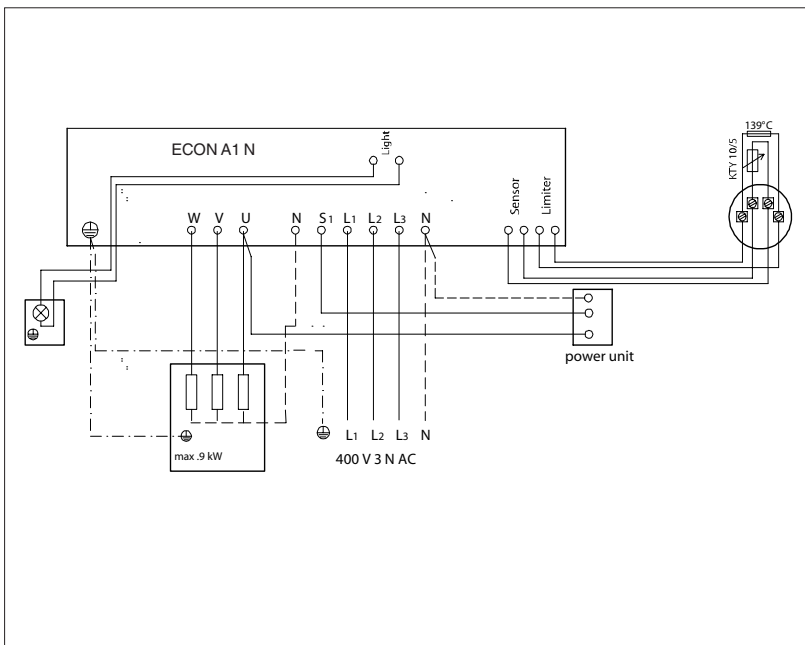 139°C
KTY 10/5
ECON A1 N
Light
Sensor
Limiter
W V U N S1 L1 L2 L3 N
power unit
max .9 kW
L1 L2 L3 N
400 V 3 N AC